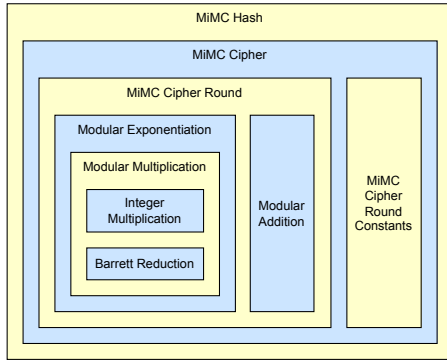 MiMC Hash
MiMC Cipher
MiMC Cipher Round
Modular Exponentiation
Modular Multiplication
Integer
Multiplication
Barrett Reduction
Modular
Addition
MiMC
Cipher
Round
Constants